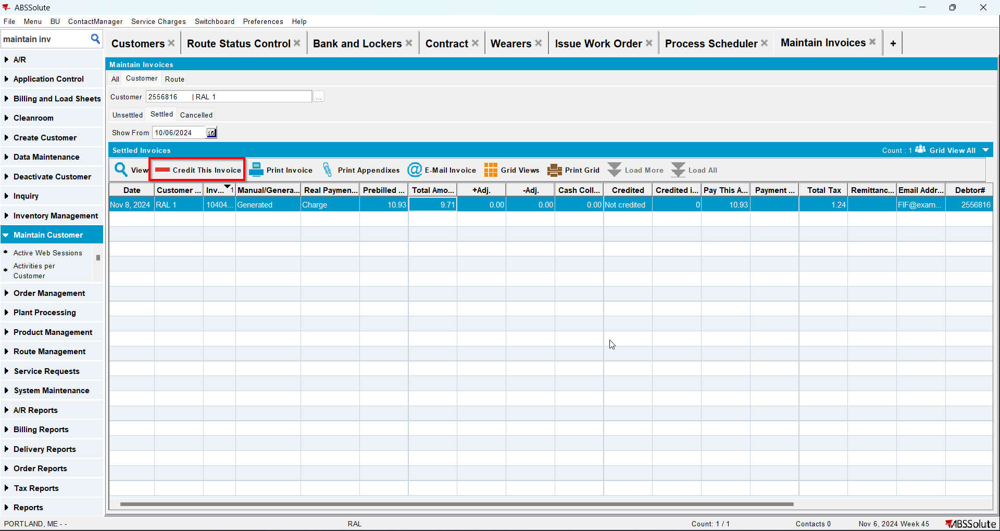 ABSSolute
File Menu BU ContactManager Service Charges Switchboard Preferences Help
maintain inv
Customers Route Status Control Bank and Lockers Contract Wearers Issue Work Order Process Scheduler Maintain Invoices +
A/R
Application Control
Billing and Load Sheets
Cleanroom
Create Customer
Data Maintenance
Deactivate Customer
Inquiry
Inventory Management
Maintain Customer
Active Web Sessions
Activities per
Customer
Order Management
Plant Processing
Product Management
Route Management
Service Requests
System Maintenance
A/R Reports
Billing Reports
Delivery Reports
Order Reports
Tax Reports
Reports
Maintain Invoices
All Customer Route
Customer 2556816 | RAL 1 ...
Unsettled Settled Cancelled
Show From 10/06/2024 16
Settled Invoices Count : 1 Grid View All
View Credit This Invoice Print Invoice Print Appendixes E-Mail Invoice Grid Views Print Grid Load More Load All
Date Customer ... Inv... 1 Manual/Genera... Real Paymen... Prebilled ... Total Amo... +Adj. -Adj. Cash Coll... Credited Credited i... Pay This A... Payment ... Total Tax Remittanc... Email Addr... Debtor#
Nov 8, 2024 RAL 1 10404... Generated Charge 10.93 9.71 0.00 0.00 0.00 Not credited 0 10.93 1.24 FIF@exam... 2556816
PORTLAND, ME - - RAL Count: 1 / 1 Contacts 0 Nov 6, 2024 Week 45 ABSSolute